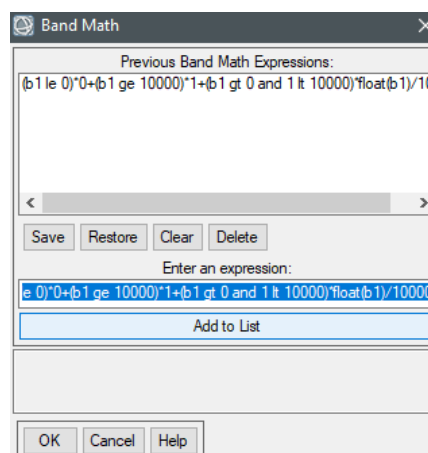 Band Math
Previous Band Math Expressions:
(b1 le 0)*0+(b1 ge 10000)*1+(b1 gt 0 and 1 lt 10000)*float(b1)/10
Save Restore Clear Delete
Enter an expression:
e 0)*0+(b1 ge 10000)*1+(b1 gt 0 and 1 lt 10000)*float(b1)/10000
Add to List
OK Cancel Help